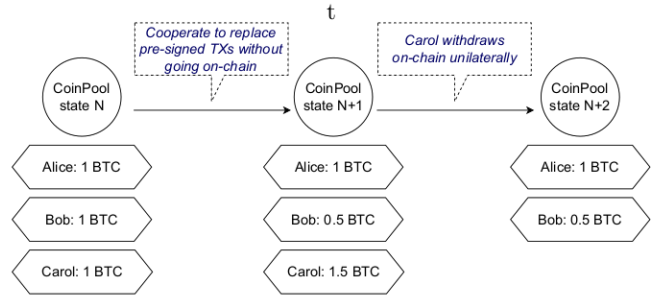 t
Cooperate to replace
pre-signed TXs without
going on-chain
Carol withdraws
on-chain unilaterally
CoinPool
state N
CoinPool
state N+1
CoinPool
state N+2
Alice: 1 BTC
Alice: 1 BTC
Alice: 1 BTC
Bob: 1 BTC
Bob: 0.5 BTC
Bob: 0.5 BTC
Carol: 1 BTC
Carol: 1.5 BTC